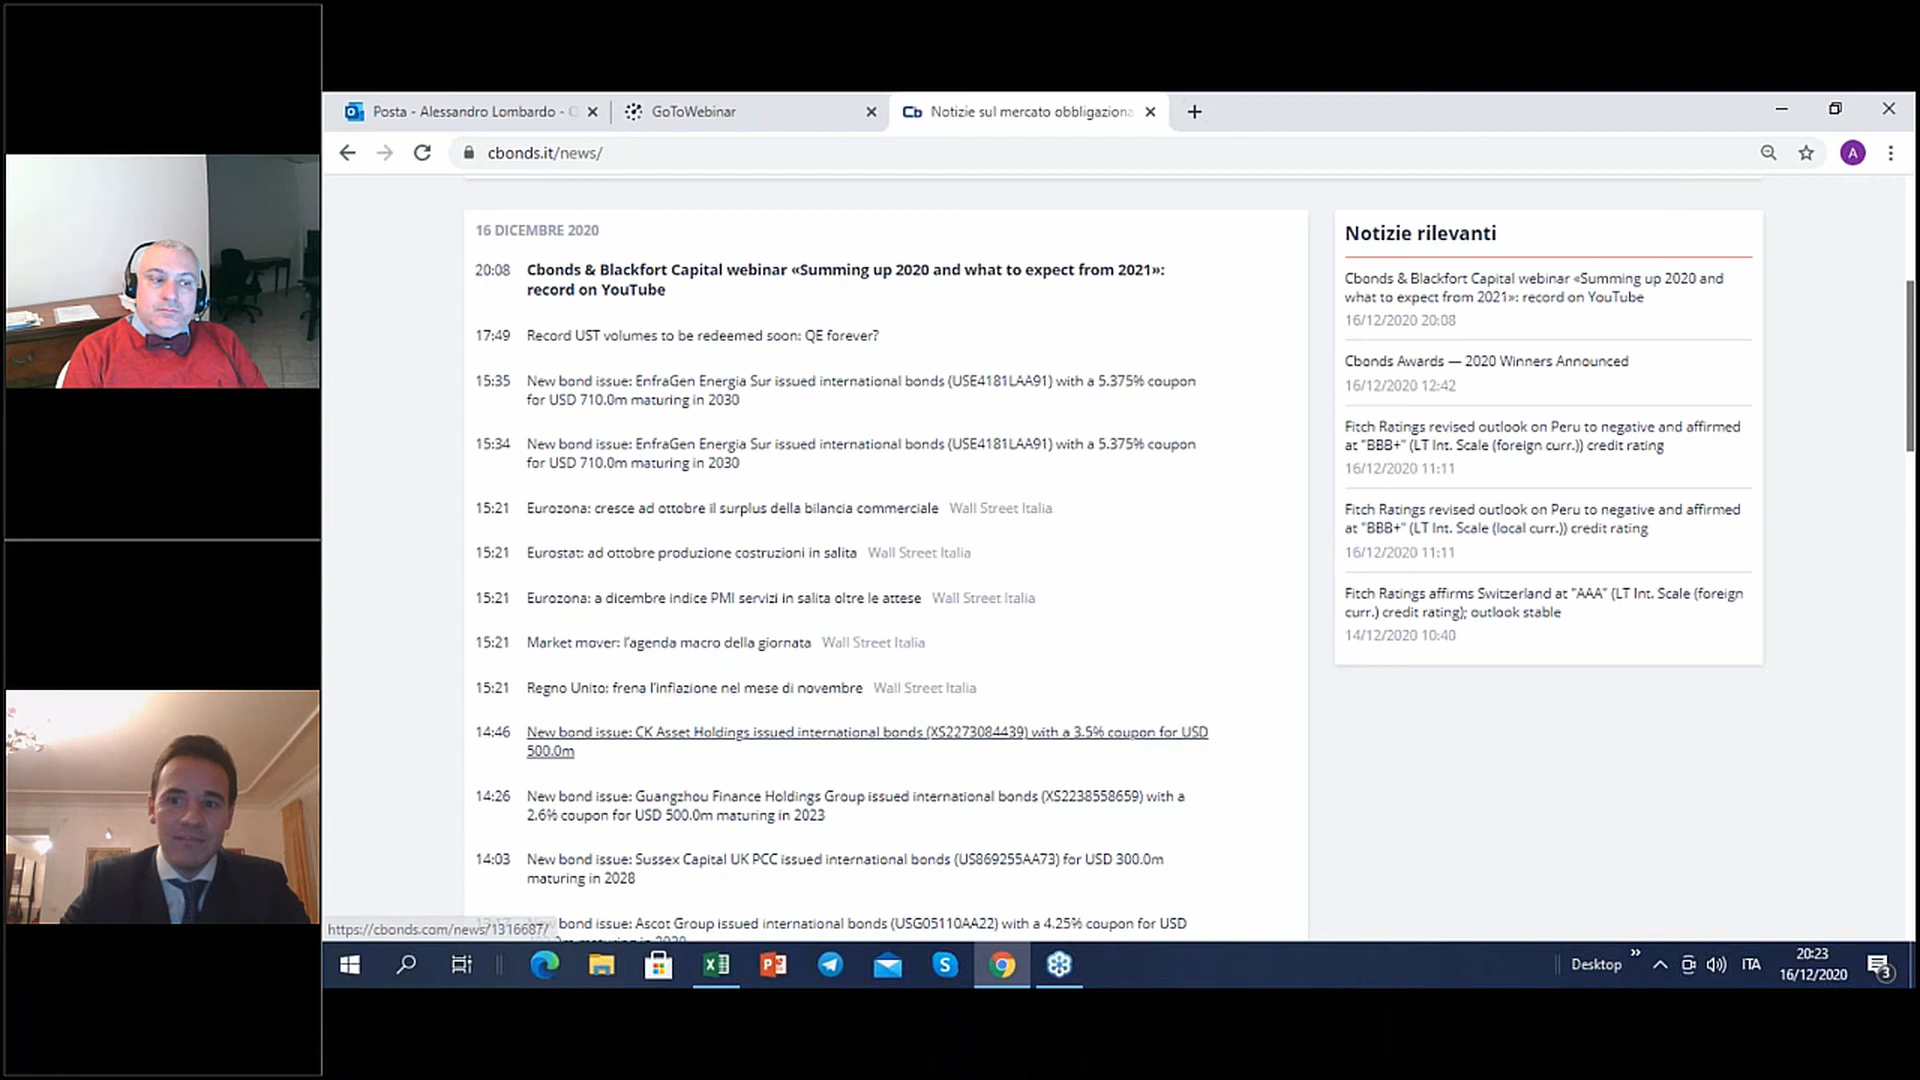 Posta - Alessandro Lombardo -
GoToWebinar
Cb Notizie sul mercato obbligaziona
cbonds.it/news/
A
16 DICEMBRE 2020
20:08 Cbonds & Blackfort Capital webinar «Summing up 2020 and what to expect from 2021»:
record on YouTube
17:49 Record UST volumes to be redeemed soon: QE forever?
15:35 New bond issue: EnfraGen Energia Sur issued international bonds (USE4181LAA91) with a 5.375% coupon
for USD 710.0m maturing in 2030
15:34 New bond issue: EnfraGen Energia Sur issued international bonds (USE4181LAA91) with a 5.375% coupon
for USD 710.0m maturing in 2030
15:21 Eurozona: cresce ad ottobre il surplus della bilancia commerciale Wall Street Italia
15:21 Eurostat: ad ottobre produzione costruzioni in salita Wall Street Italia
15:21 Eurozona: a dicembre indice PMI servizi in salita oltre le attese Wall Street Italia
15:21 Market mover: l'agenda macro della giornata Wall Street Italia
15:21 Regno Unito: frena l'inflazione nel mese di novembre Wall Street Italia
14:46 New bond issue: CK Asset Holdings issued international bonds (XS2273084439) with a 3.5% coupon for USD
500.0m
14:26 New bond issue: Guangzhou Finance Holdings Group issued international bonds (XS2238558659) with a
2.6% coupon for USD 500.0m maturing in 2023
14:03 New bond issue: Sussex Capital UK PCC issued international bonds (US869255AA73) for USD 300.0m
maturing in 2028
bond issue: Ascot Group issued international bonds (USG05110AA22) with a 4.25% coupon for USD
https://cbonds.com/news/1316687/
Notizie rilevanti
Cbonds & Blackfort Capital webinar «Summing up 2020 and
what to expect from 2021»: record on YouTube
16/12/2020 20:08
Cbonds Awards — 2020 Winners Announced
16/12/2020 12:42
Fitch Ratings revised outlook on Peru to negative and affirmed
at "BBB+" (LT Int. Scale (foreign curr.)) credit rating
16/12/2020 11:11
Fitch Ratings revised outlook on Peru to negative and affirmed
at "BBB+" (LT Int. Scale (local curr.)) credit rating
16/12/2020 11:11
Fitch Ratings affirms Switzerland at "AAA" (LT Int. Scale (foreign
curr.) credit rating); outlook stable
14/12/2020 10:40
Desktop
ITA
20:23
16/12/2020
3